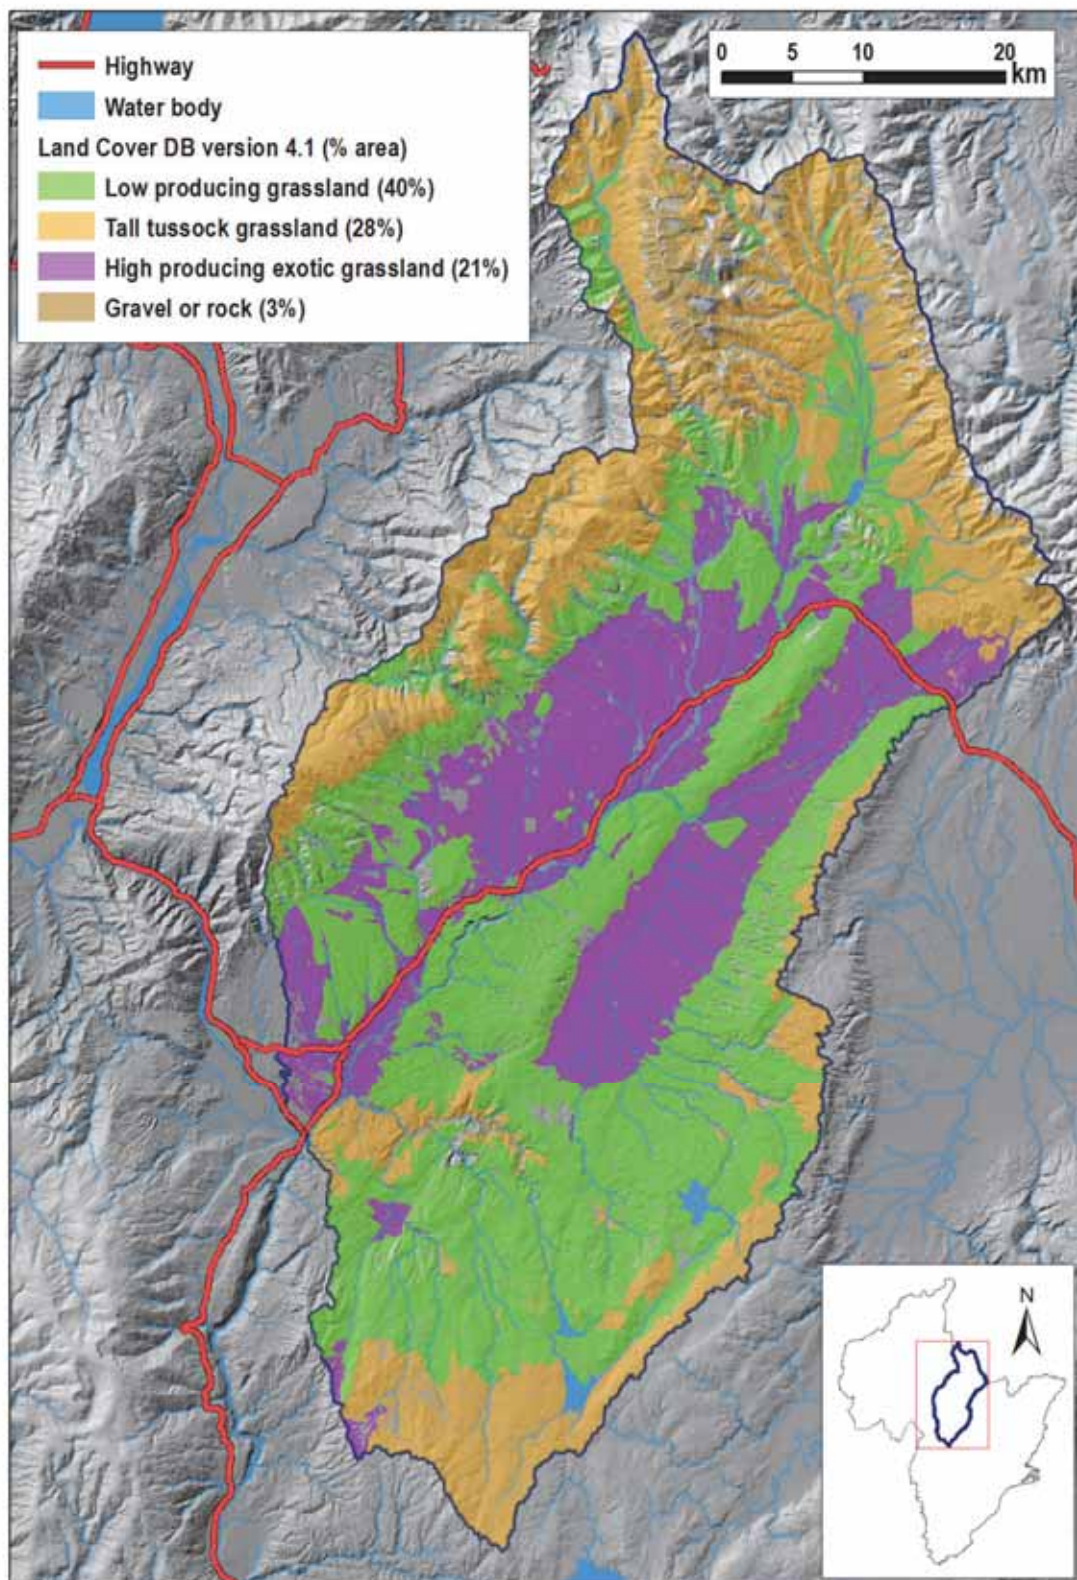 Highway
Water body
Land Cover DB version 4.1 (% area)
Low producing grassland (40%)
Tall tussock grassland (28%)
High producing exotic grassland (21%)
Gravel or rock (3%)
0 5 10 20
km
N